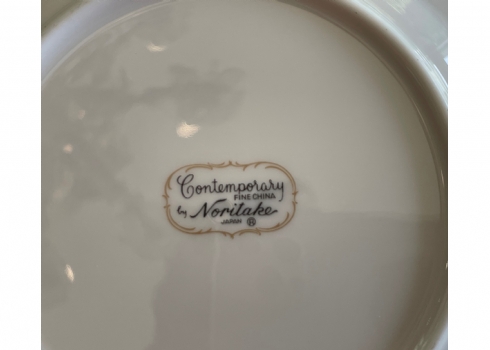 Contemporary
FINE CHINA
by Noritake
JAPAN ®